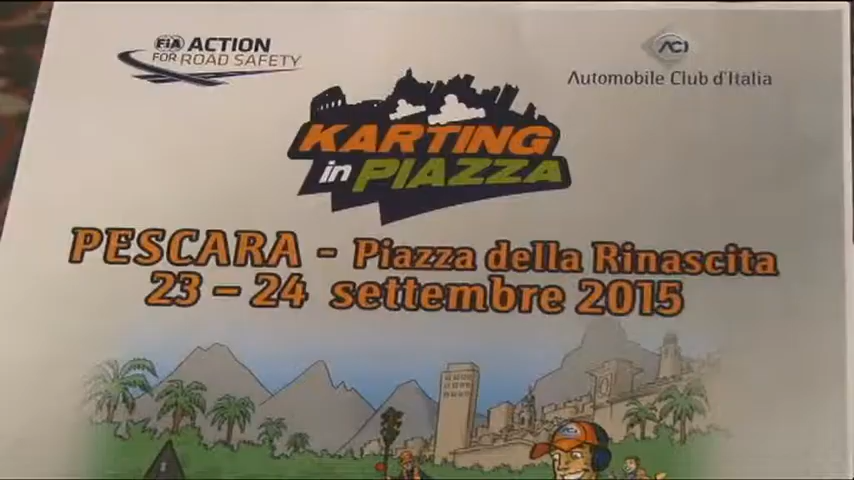 FIA ACTION
FOR ROAD SAFETY
ACI
Automobile Club d'Italia
KARTING
in PIAZZA
PESCARA - Piazza della Rinascita
23 - 24 settembre 2015
ACI